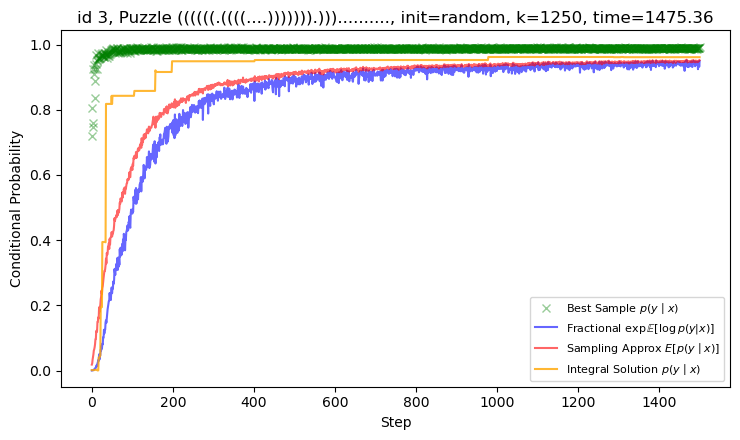 id 3, Puzzle ((((((.((((....))))))).))).........., init=random, k=1250, time=1475.36
1.0
0.8
0.6
0.4
0.2
0.0
Conditional Probability
0 200 400 600 800 1000 1200 1400
Step
Best Sample p(y | x)
Fractional exp 𝔼[log p(y|x)]
Sampling Approx E[p(y | x)]
Integral Solution p(y | x)